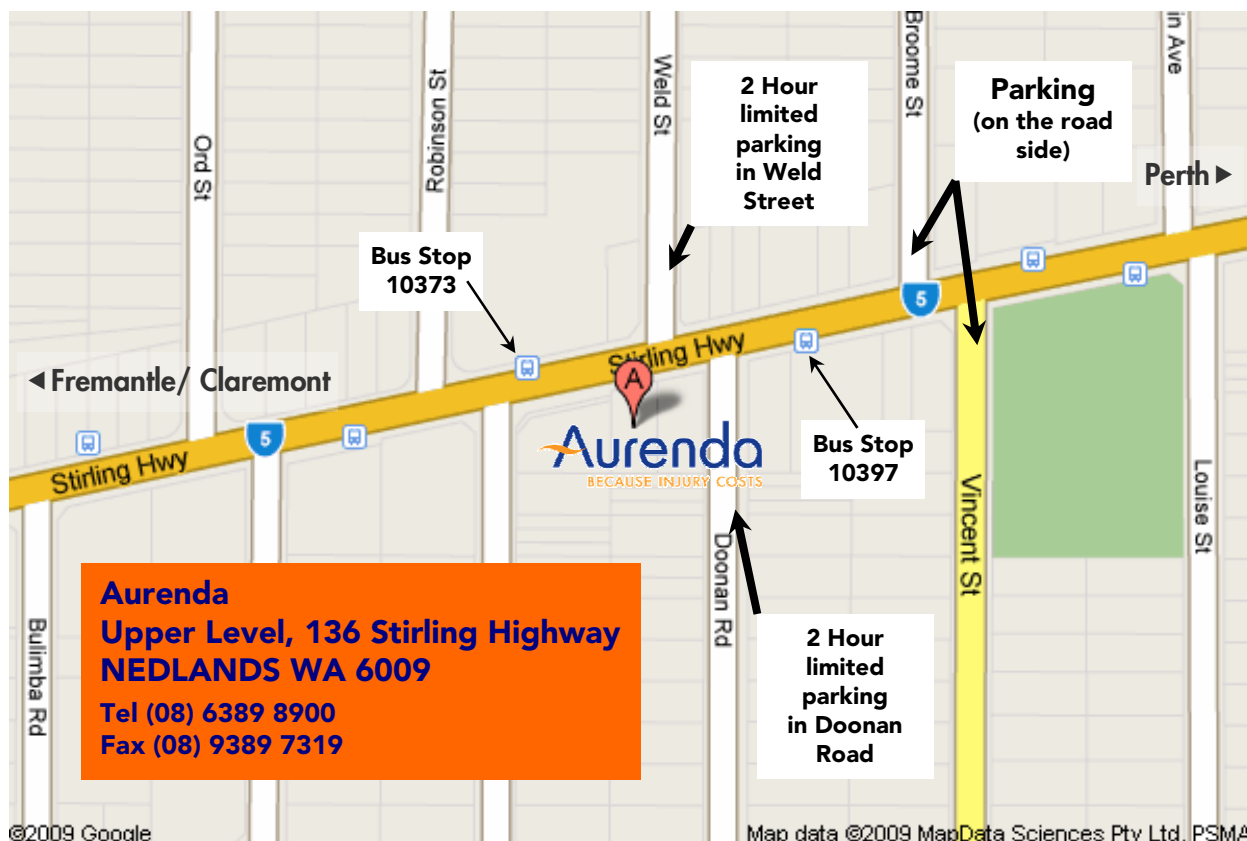 Ord St
Robinson St
Weld St
2 Hour
limited
parking
in Weld
Street
Broome St
Parking
(on the road
side)
in Ave
Perth
Bus Stop
10373
Stirling Hwy
5
A
Fremantle/ Claremont
5
Stirling Hwy
Aurenda
BECAUSE INJURY COSTS
Bus Stop
10397
Vincent St
Louise St
Doonan Rd
Bulimba Rd
Aurenda
Upper Level, 136 Stirling Highway
NEDLANDS WA 6009
Tel (08) 6389 8900
Fax (08) 9389 7319
2 Hour
limited
parking
in Doonan
Road
©2009 Google
Map data ©2009 MapData Sciences Pty Ltd, PSMA